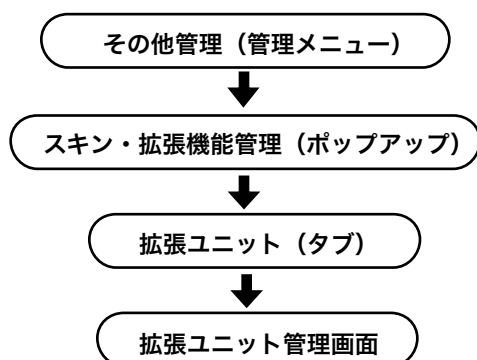 その他管理（管理メニュー）
スキン・拡張機能管理（ポップアップ）
拡張ユニット（タブ）
拡張ユニット管理画面